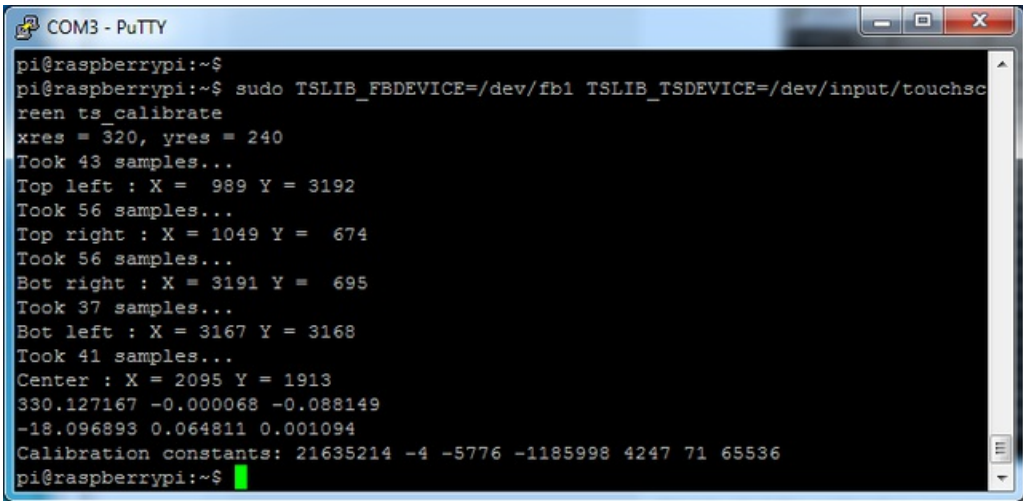 COM3 - PuTTY
pi@raspberrypi:~$
pi@raspberrypi:~$ sudo TSLIB_FBDEVICE=/dev/fb1 TSLIB_TSDEVICE=/dev/input/touchsc
reen ts_calibrate
xres = 320, yres = 240
Took 43 samples...
Top left : X =  989 Y = 3192
Took 56 samples...
Top right : X = 1049 Y =  674
Took 56 samples...
Bot right : X = 3191 Y =  695
Took 37 samples...
Bot left : X = 3167 Y = 3168
Took 41 samples...
Center : X = 2095 Y = 1913
330.127167 -0.000068 -0.088149
-18.096893 0.064811 0.001094
Calibration constants: 21635214 -4 -5776 -1185998 4247 71 65536
pi@raspberrypi:~$